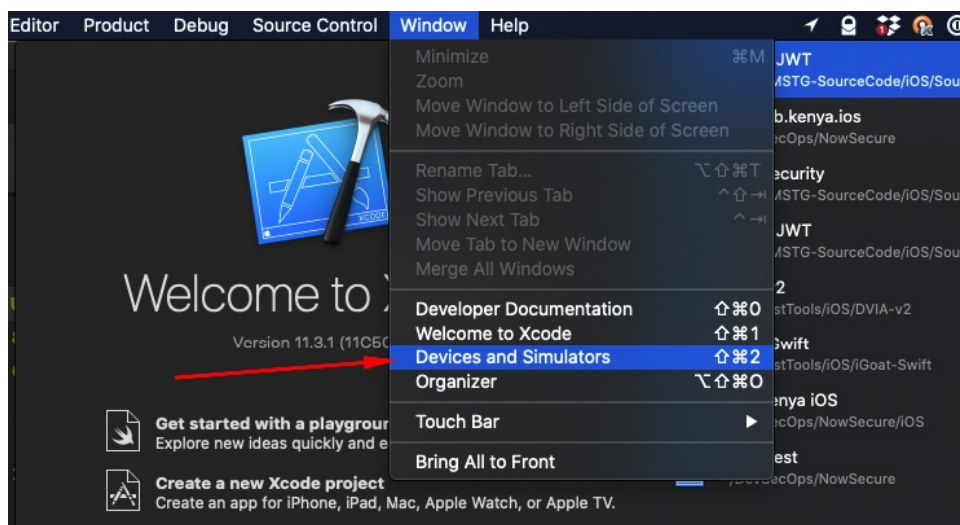 Editor Product Debug Source Control Window Help
Minimize ⌘M
Zoom
Move Window to Left Side of Screen
Move Window to Right Side of Screen
Rename Tab... ⌥⇧⌘T
Show Previous Tab ⌃⇧⇥
Show Next Tab ⌃⇥
Move Tab to New Window
Merge All Windows
Developer Documentation ⇧⌘0
Welcome to Xcode ⇧⌘1
Devices and Simulators ⇧⌘2
Organizer ⌥⇧⌘O
Touch Bar ▶
Bring All to Front
XCODE
Welcome to
Version 11.3.1 (11C50
Get started with a playgroun
Explore new ideas quickly and e
Create a new Xcode project
Create an app for iPhone, iPad, Mac, Apple Watch, or Apple TV.
JWT
MSTG-SourceCode/iOS/Sou
b.kenya.ios
ecOps/NowSecure
ecurity
MSTG-SourceCode/iOS/Sou
JWT
MSTG-SourceCode/iOS/Sou
2
stTools/iOS/DVIA-v2
Swift
stTools/iOS/iGoat-Swift
enya iOS
ecOps/NowSecure/iOS
est
/DevSecOps/NowSecure